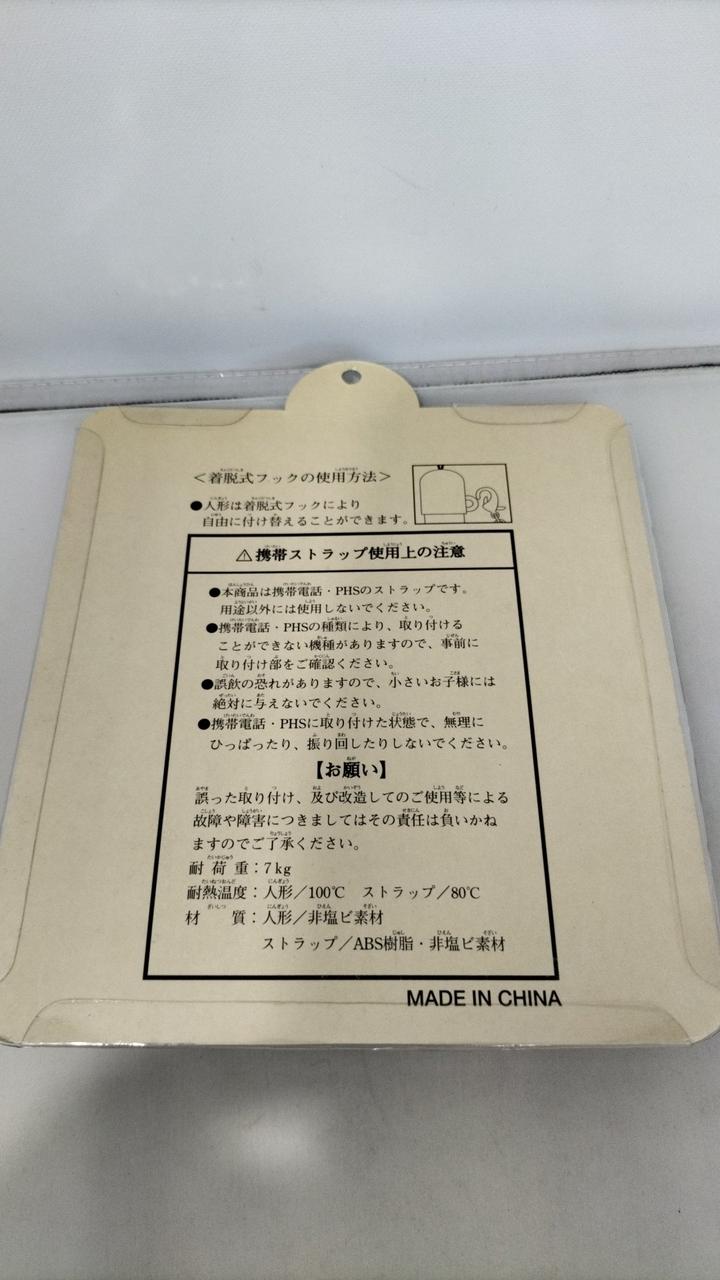 ＜着脱式フックの使用方法＞
●人形は着脱式フックにより
自由に付け替えることができます。
⚠携帯ストラップ使用上の注意
●本商品は携帯電話・PHSのストラップです。
用途以外には使用しないでください。
●携帯電話・PHSの種類により、取り付ける
ことができない機種がありますので、事前に
取り付け部をご確認ください。
●誤飲の恐れがありますので、小さいお子様には
絶対に与えないでください。
●携帯電話・PHSに取り付けた状態で、無理に
ひっぱったり、振り回したりしないでください。
【お願い】
誤った取り付け、及び改造してのご使用等による
故障や障害につきましてはその責任は負いかね
ますのでご了承ください。
耐荷重：7kg
耐熱温度：人形／100℃　ストラップ／80℃
材　質：人形／非塩ビ素材
ストラップ／ABS樹脂・非塩ビ素材
MADE IN CHINA